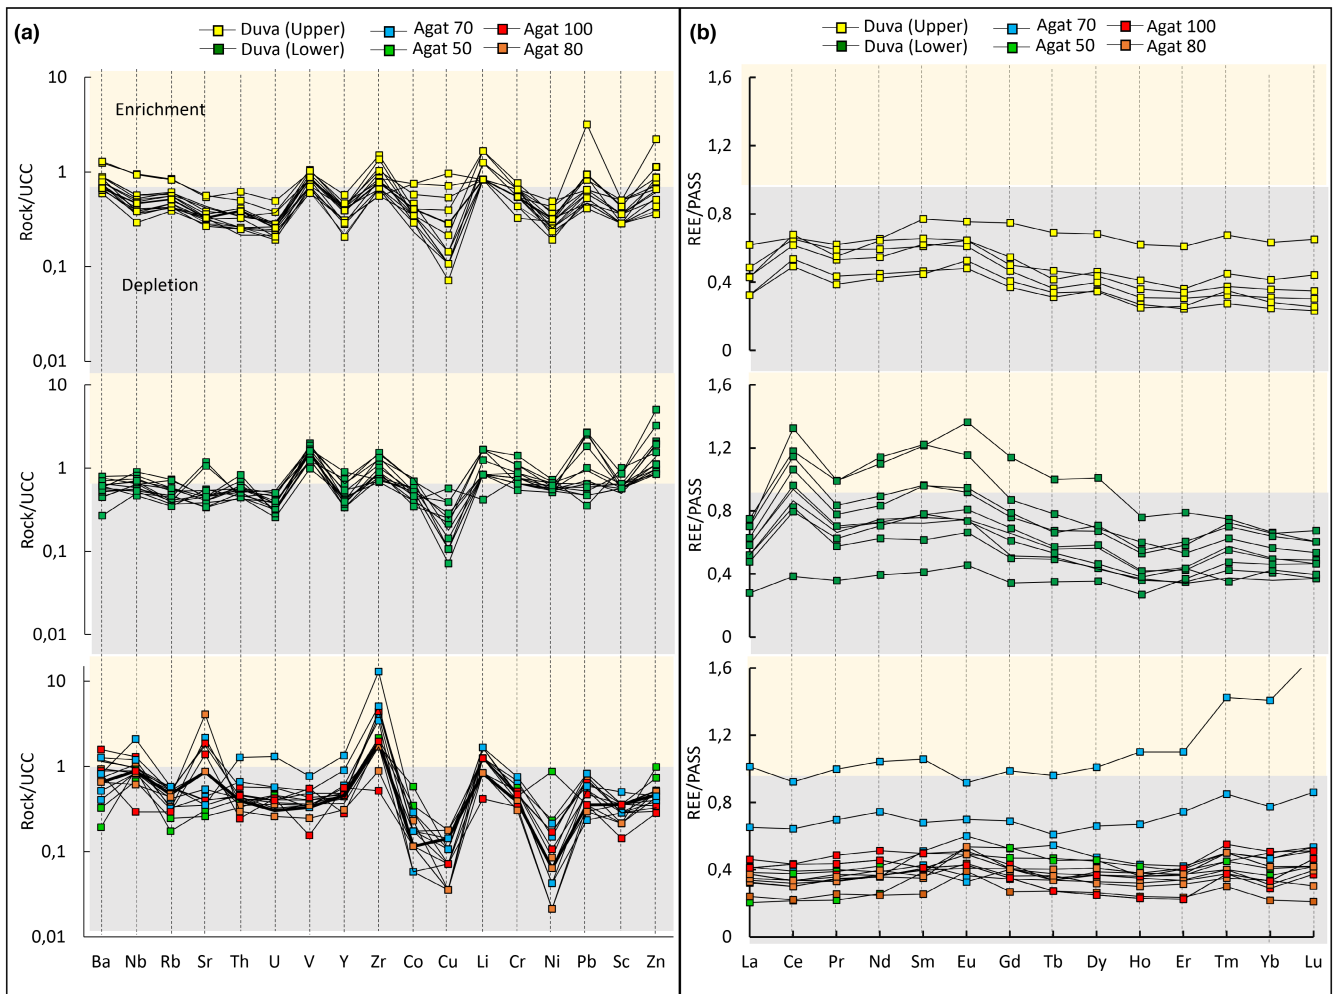 (a)
Duva (Upper) Agat 70 Agat 100
Duva (Lower) Agat 50 Agat 80
10
Enrichment
1
Rock/UCC
0,1
Depletion
0,01
10
1
Rock/UCC
0,1
0,01
10
1
Rock/UCC
0,1
0,01
Ba Nb Rb Sr Th U V Y Zr Co Cu Li Cr Ni Pb Sc Zn
(b)
Duva (Upper) Agat 70 Agat 100
Duva (Lower) Agat 50 Agat 80
1,6
1,2
REE/PASS
0,8
0,4
0
1,6
1,2
REE/PASS
0,8
0,4
0
1,6
1,2
REE/PASS
0,8
0,4
0
La Ce Pr Nd Sm Eu Gd Tb Dy Ho Er Tm Yb Lu